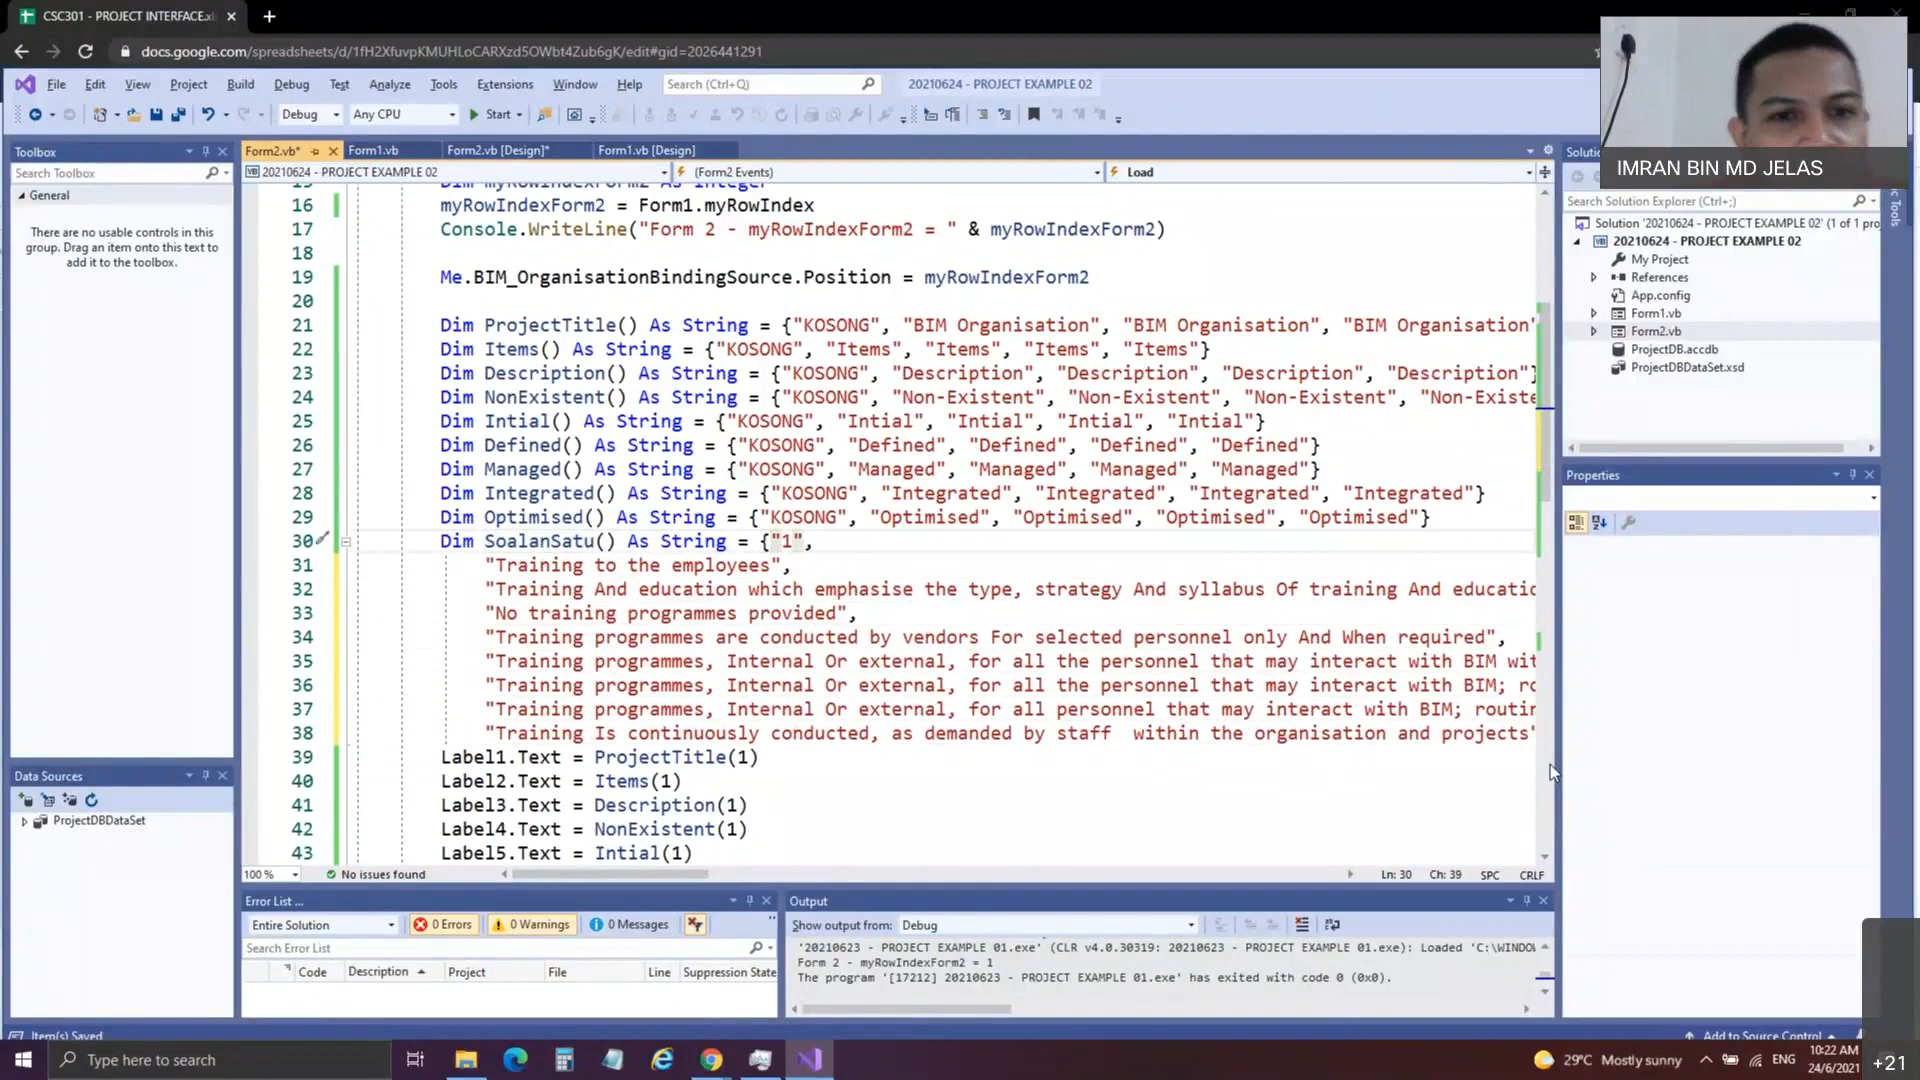 CSC301 - PROJECT INTERFACE.xl
docs.google.com/spreadsheets/d/1fH2XfuvpKMUHLoCARXzd5OWbt4Zub6gK/edit#gid=2026441291
File Edit View Project Build Debug Test Analyze Tools Extensions Window Help Search (Ctrl+Q) 20210624 - PROJECT EXAMPLE 02
Debug Any CPU Start
IMRAN BIN MD JELAS
Toolbox
Search Toolbox
General
There are no usable controls in this
group. Drag an item onto this text to
add it to the toolbox.
Data Sources
ProjectDBDataSet
Form2.vb* Form1.vb Form2.vb [Design]* Form1.vb [Design]
20210624 - PROJECT EXAMPLE 02 (Form2 Events) Load
15 Dim myRowIndexForm2 As Integer
16 myRowIndexForm2 = Form1.myRowIndex
17 Console.WriteLine("Form 2 - myRowIndexForm2 = " & myRowIndexForm2)
18
19 Me.BIM_OrganisationBindingSource.Position = myRowIndexForm2
20
21 Dim ProjectTitle() As String = {"KOSONG", "BIM Organisation", "BIM Organisation", "BIM Organisation"
22 Dim Items() As String = {"KOSONG", "Items", "Items", "Items", "Items"}
23 Dim Description() As String = {"KOSONG", "Description", "Description", "Description", "Description"}
24 Dim NonExistent() As String = {"KOSONG", "Non-Existent", "Non-Existent", "Non-Existent", "Non-Existe
25 Dim Intial() As String = {"KOSONG", "Intial", "Intial", "Intial", "Intial"}
26 Dim Defined() As String = {"KOSONG", "Defined", "Defined", "Defined", "Defined"}
27 Dim Managed() As String = {"KOSONG", "Managed", "Managed", "Managed", "Managed"}
28 Dim Integrated() As String = {"KOSONG", "Integrated", "Integrated", "Integrated", "Integrated"}
29 Dim Optimised() As String = {"KOSONG", "Optimised", "Optimised", "Optimised", "Optimised"}
30 Dim SoalanSatu() As String = {"1",
31 "Training to the employees",
32 "Training And education which emphasise the type, strategy And syllabus Of training And educatio
33 "No training programmes provided",
34 "Training programmes are conducted by vendors For selected personnel only And When required",
35 "Training programmes, Internal Or external, for all the personnel that may interact with BIM wit
36 "Training programmes, Internal Or external, for all the personnel that may interact with BIM; ro
37 "Training programmes, Internal Or external, for all personnel that may interact with BIM; routin
38 "Training Is continuously conducted, as demanded by staff  within the organisation and projects"
39 Label1.Text = ProjectTitle(1)
40 Label2.Text = Items(1)
41 Label3.Text = Description(1)
42 Label4.Text = NonExistent(1)
43 Label5.Text = Intial(1)
100 % No issues found Ln: 30 Ch: 39 SPC CRLF
Error List ...
Entire Solution 0 Errors 0 Warnings 0 Messages
Search Error List
Code Description Project File Line Suppression State
Output
Show output from: Debug
'20210623 - PROJECT EXAMPLE 01.exe' (CLR v4.0.30319: 20210623 - PROJECT EXAMPLE 01.exe): Loaded 'C:\WINDOW
Form 2 - myRowIndexForm2 = 1
The program '[17212] 20210623 - PROJECT EXAMPLE 01.exe' has exited with code 0 (0x0).
Solutio
Search Solution Explorer (Ctrl+;)
Solution '20210624 - PROJECT EXAMPLE 02' (1 of 1 proj
20210624 - PROJECT EXAMPLE 02
My Project
References
App.config
Form1.vb
Form2.vb
ProjectDB.accdb
ProjectDBDataSet.xsd
Properties
Item(s) Saved
Add to Source Control
Type here to search
29°C Mostly sunny ENG
10:22 AM
24/6/2021
+21